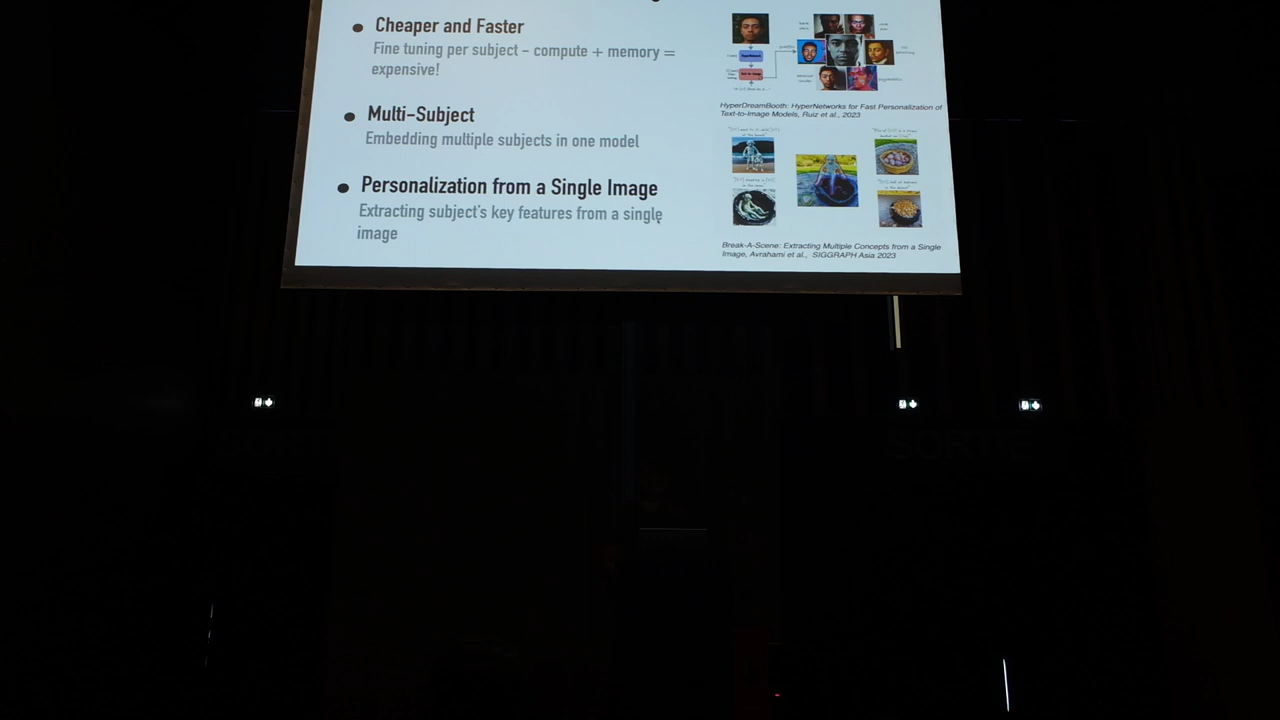 Cheaper and Faster
Fine tuning per subject – compute + memory =
expensive!
Multi-Subject
Embedding multiple subjects in one model
Personalization from a Single Image
Extracting subject's key features from a single
image
HyperDreamBooth: HyperNetworks for Fast Personalization of
Text-to-Image Models, Ruiz et al., 2023
Break-A-Scene: Extracting Multiple Concepts from a Single
Image, Avrahami et al., SIGGRAPH Asia 2023
SORTIE